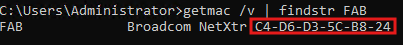 C:\Users\Administrator>getmac /v | findstr FAB
FAB             Broadcom NetXtr C4-D6-D3-5C-B8-24